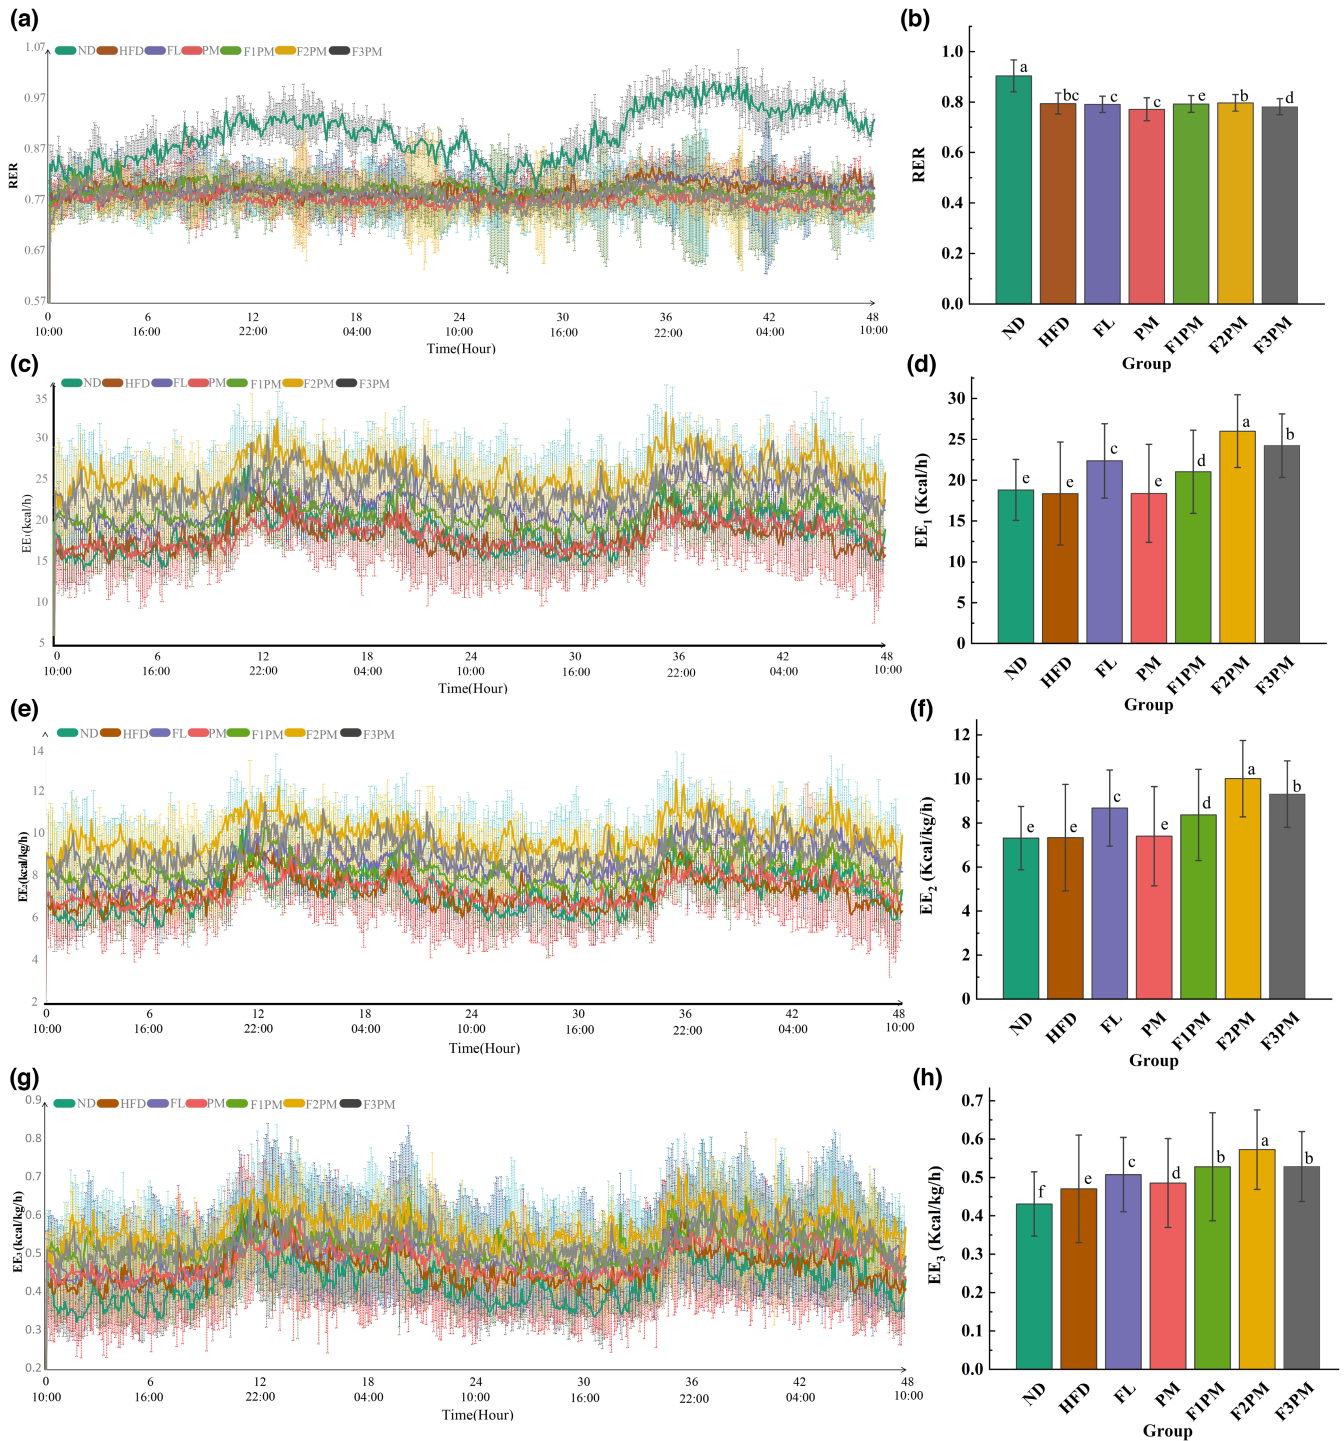 (a)
1.07
ND HFD FL PM F1PM F2PM F3PM
0.97
0.87
RER
0.77
0.67
0.57
0 6 12 18 24 30 36 42 48
10:00 16:00 22:00 04:00 10:00 16:00 22:00 04:00 10:00
Time(Hour)
(b)
1.0
0.8
0.6
0.4
0.2
0.0
RER
a bc c c e b d
ND HFD FL PM F1PM F2PM F3PM
Group
(c)
ND HFD FL PM F1PM F2PM F3PM
35
30
25
20
15
10
5
EE1(kcal/h)
0 6 12 18 24 30 36 42 48
10:00 16:00 22:00 04:00 10:00 16:00 22:00 04:00 10:00
Time(Hour)
(d)
30
25
20
15
10
5
0
EE1 (Kcal/h)
e e c e d a b
ND HFD FL PM F1PM F2PM F3PM
Group
(e)
ND HFD FL PM F1PM F2PM F3PM
14
12
10
8
6
4
2
EE2(kcal/kg/h)
0 6 12 18 24 30 36 42 48
10:00 16:00 22:00 04:00 10:00 16:00 22:00 04:00 10:00
Time(Hour)
(f)
12
10
8
6
4
2
0
EE2 (Kcal/kg/h)
e e c e d a b
ND HFD FL PM F1PM F2PM F3PM
Group
(g)
0.9
ND HFD FL PM F1PM F2PM F3PM
0.8
0.7
0.6
0.5
0.4
0.3
0.2
EE3(kcal/kg/h)
0 6 12 18 24 30 36 42 48
10:00 16:00 22:00 04:00 10:00 16:00 22:00 04:00 10:00
Time(Hour)
(h)
0.7
0.6
0.5
0.4
0.3
0.2
0.1
0.0
EE3 (Kcal/kg/h)
f e c d b a b
ND HFD FL PM F1PM F2PM F3PM
Group